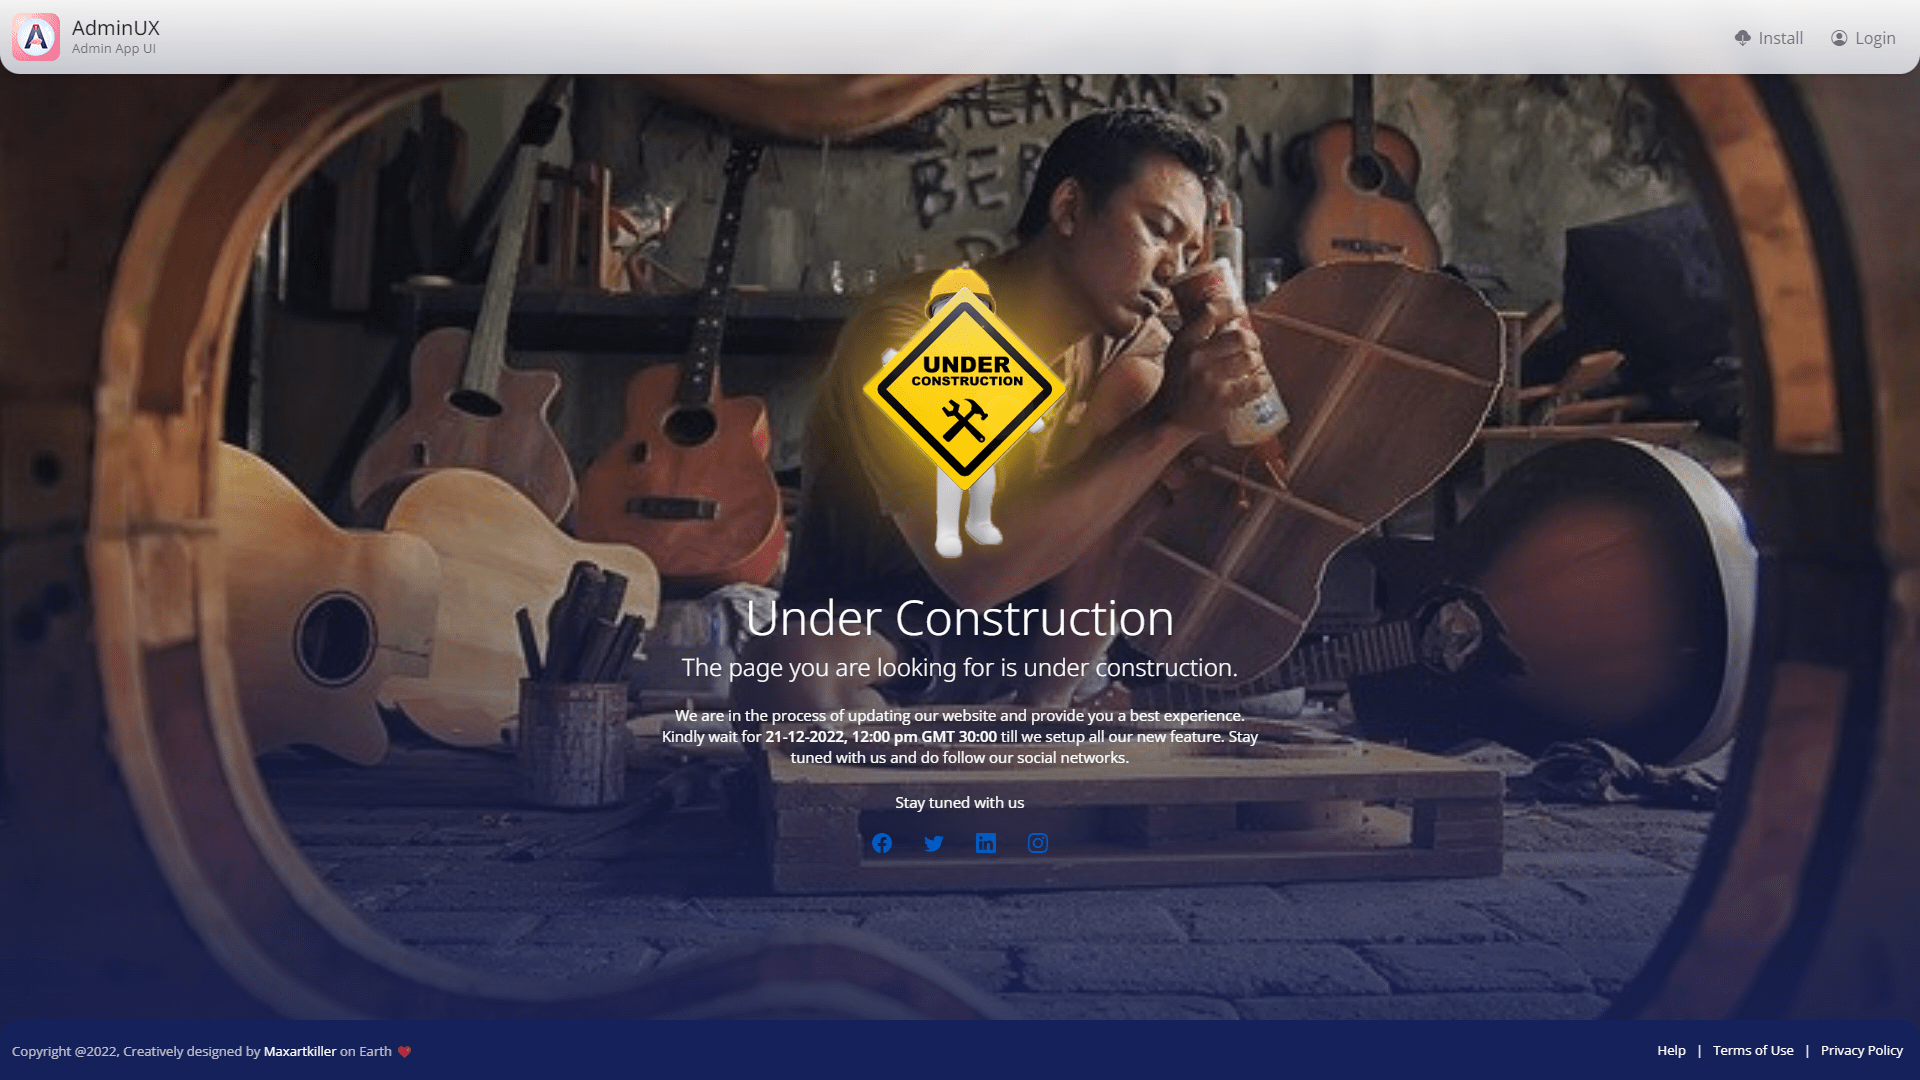 AdminUX
Admin App UI
Install
Login
UNDER
CONSTRUCTION
Under Construction
The page you are looking for is under construction.
We are in the process of updating our website and provide you a best experience.
Kindly wait for 21-12-2022, 12:00 pm GMT 30:00 till we setup all our new feature. Stay
tuned with us and do follow our social networks.
Stay tuned with us
Copyright @2022, Creatively designed by Maxartkiller on Earth
Help | Terms of Use | Privacy Policy